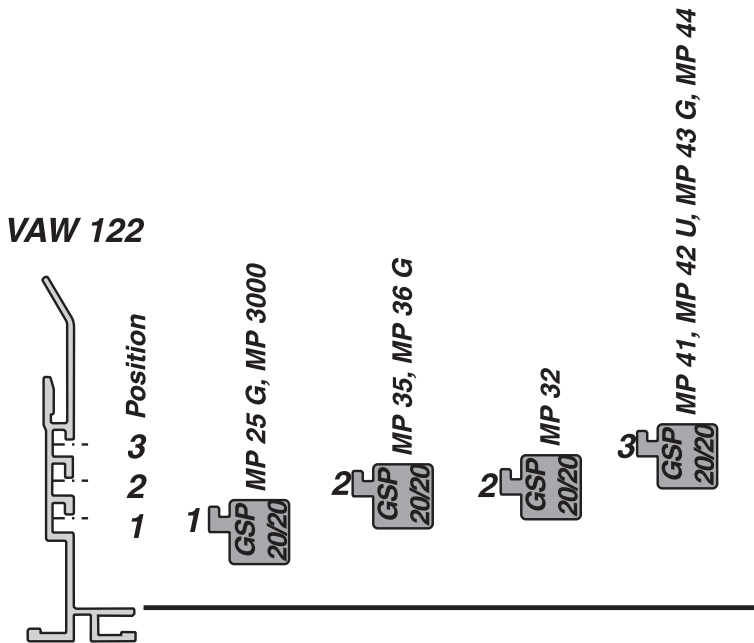 VAW 122
Position
3
2
1
MP 25 G, MP 3000
1
GSP
20/20
MP 35, MP 36 G
2
GSP
20/20
MP 32
2
GSP
20/20
MP 41, MP 42 U, MP 43 G, MP 44
3
GSP
20/20